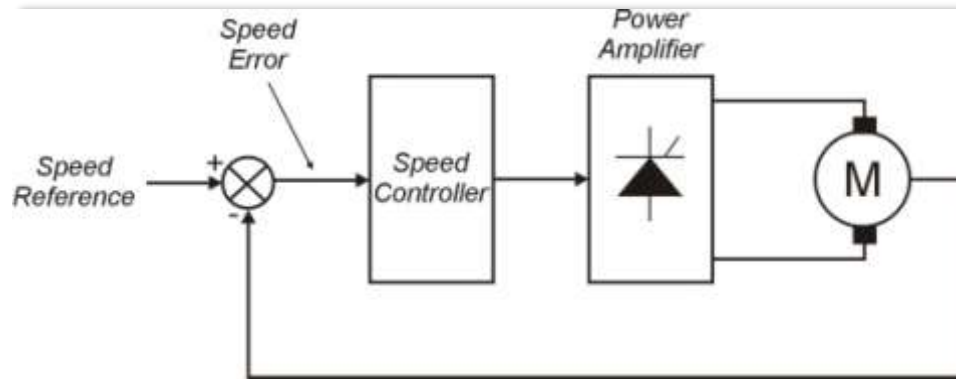 Speed
Error
Power
Amplifier
Speed
Reference
+
-
Speed
Controller
M